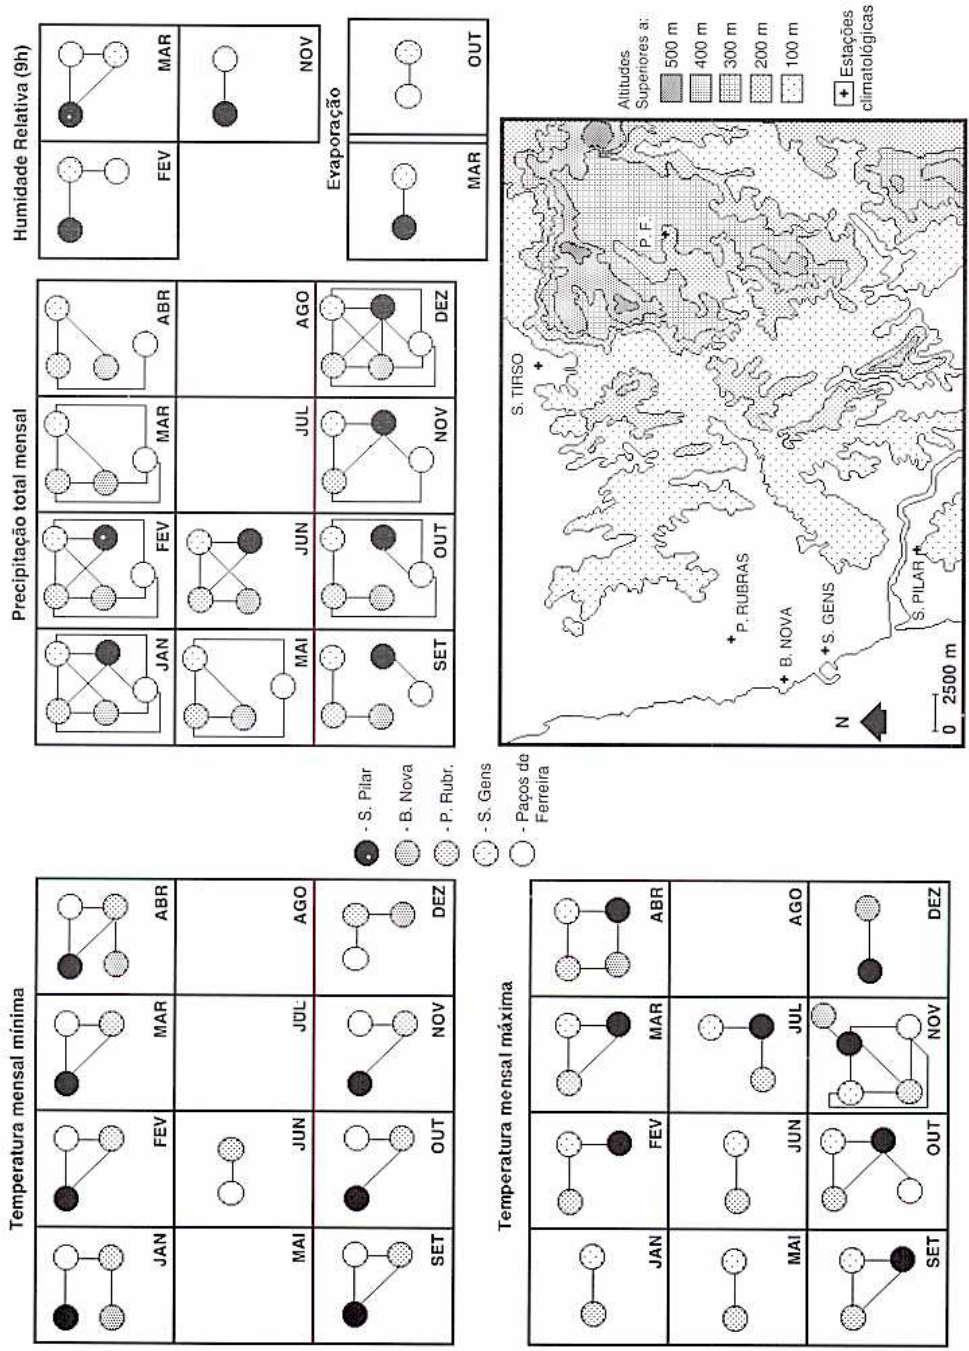 Temperatura mensal mínima
JAN
FEV
MAR
ABR
MAI
JUN
JUL
AGO
SET
OUT
NOV
DEZ
Temperatura mensal máxima
JAN
FEV
MAR
ABR
MAI
JUN
JUL
AGO
SET
OUT
NOV
DEZ
- S. Pilar
- B. Nova
- P. Rubr.
- S. Gens
- Paços de
Ferreira
Precipitação total mensal
JAN
FEV
MAR
ABR
MAI
JUN
JUL
AGO
SET
OUT
NOV
DEZ
Humidade Relativa (9h)
FEV
MAR
NOV
Evaporação
MAR
OUT
S. TIRSO
P. F.
P. RUBRAS
B. NOVA
S. GENS
S. PILAR
N
0 2500 m
Altitudes
Superiores a:
500 m
400 m
300 m
200 m
100 m
Estações
climatológicas